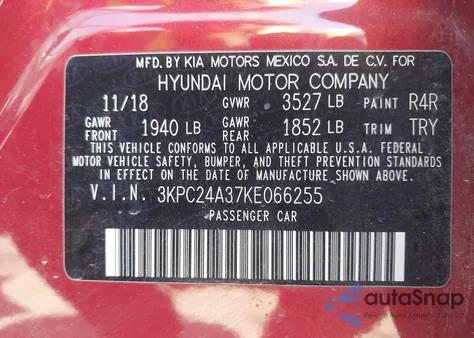 MFD. BY KIA MOTORS MEXICO S.A. DE C.V. FOR
HYUNDAI MOTOR COMPANY
11/18 GVWR 3527 LB PAINT R4R
GAWR FRONT 1940 LB GAWR REAR 1852 LB TRIM TRY
THIS VEHICLE CONFORMS TO ALL APPLICABLE U.S.A. FEDERAL
MOTOR VEHICLE SAFETY, BUMPER, AND THEFT PREVENTION STANDARDS
IN EFFECT ON THE DATE OF MANUFACTURE SHOWN ABOVE.
V.I.N. 3KPC24A37KE066255
PASSENGER CAR
autoSnap